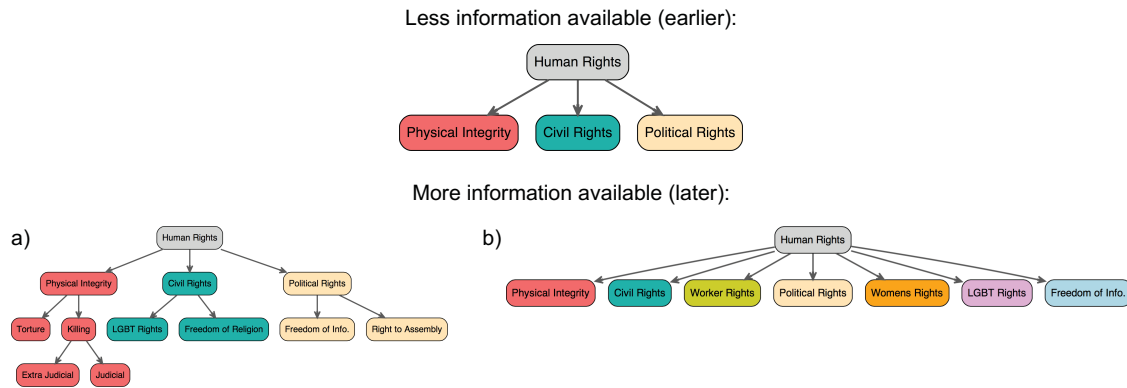 Less information available (earlier):
Human Rights
Physical Integrity Civil Rights Political Rights
More information available (later):
a)
Human Rights
Physical Integrity Civil Rights Political Rights
Torture Killing LGBT Rights Freedom of Religion Freedom of Info. Right to Assembly
Extra Judicial Judicial
b)
Human Rights
Physical Integrity Civil Rights Worker Rights Political Rights Womens Rights LGBT Rights Freedom of Info.